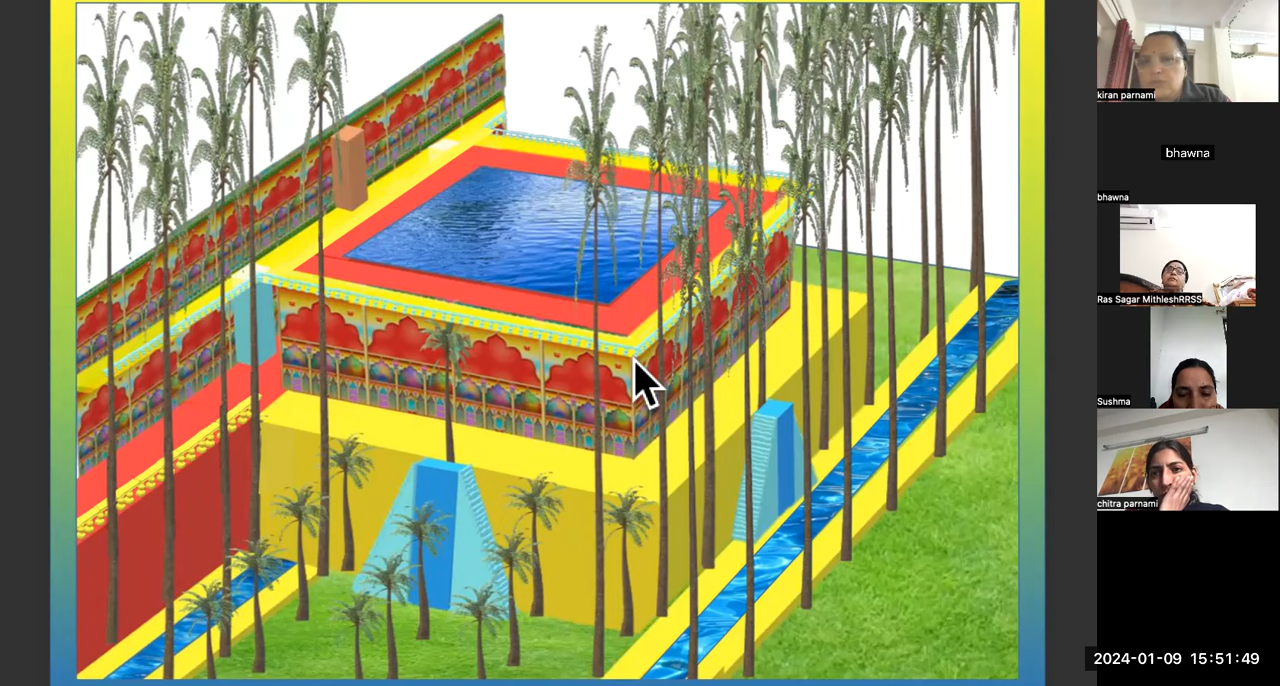 kiran parnami
bhawna
bhawna
Ras Sagar MithleshRRSS
Sushma
chitra parnami
2024-01-09 15:51:49